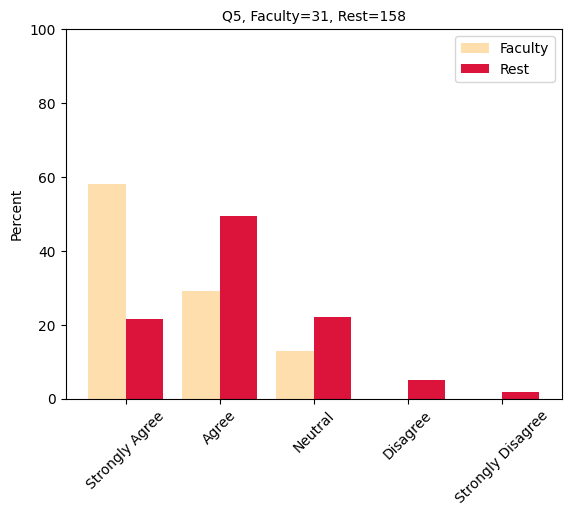 Q5, Faculty=31, Rest=158
100
80
60
40
20
0
Percent
Faculty
Rest
Strongly Agree
Agree
Neutral
Disagree
Strongly Disagree